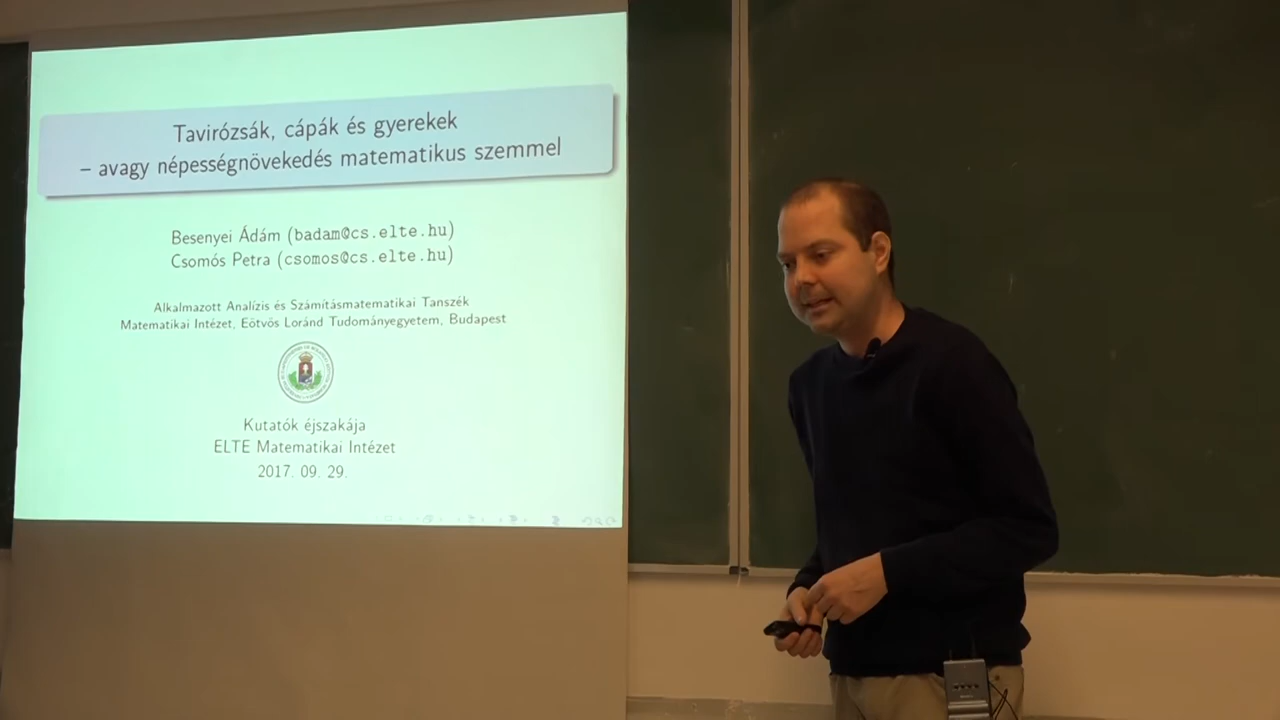 Tavirózsák, cápák és gyerekek
– avagy népességnövekedés matematikus szemmel
Besenyei Ádám (badam@cs.elte.hu)
Csomós Petra (csomos@cs.elte.hu)
Alkalmazott Analízis és Számításmatematikai Tanszék
Matematikai Intézet, Eötvös Loránd Tudományegyetem, Budapest
Kutatók éjszakája
ELTE Matematikai Intézet
2017. 09. 29.